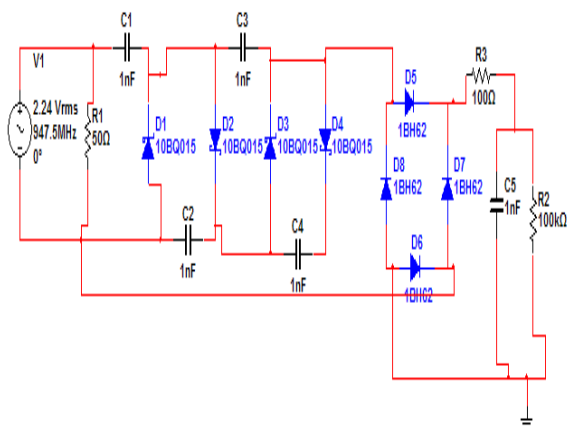 C1
1nF
C3
1nF
V1
2.24 Vrms
947.5MHz
0°
R1
50Ω
D1
10BQ015
D2
10BQ015
D3
10BQ015
D4
10BQ015
D5
1BH62
R3
100Ω
D8
1BH62
D7
1BH62
C5
1nF
R2
100kΩ
C2
1nF
C4
1nF
D6
1BH62